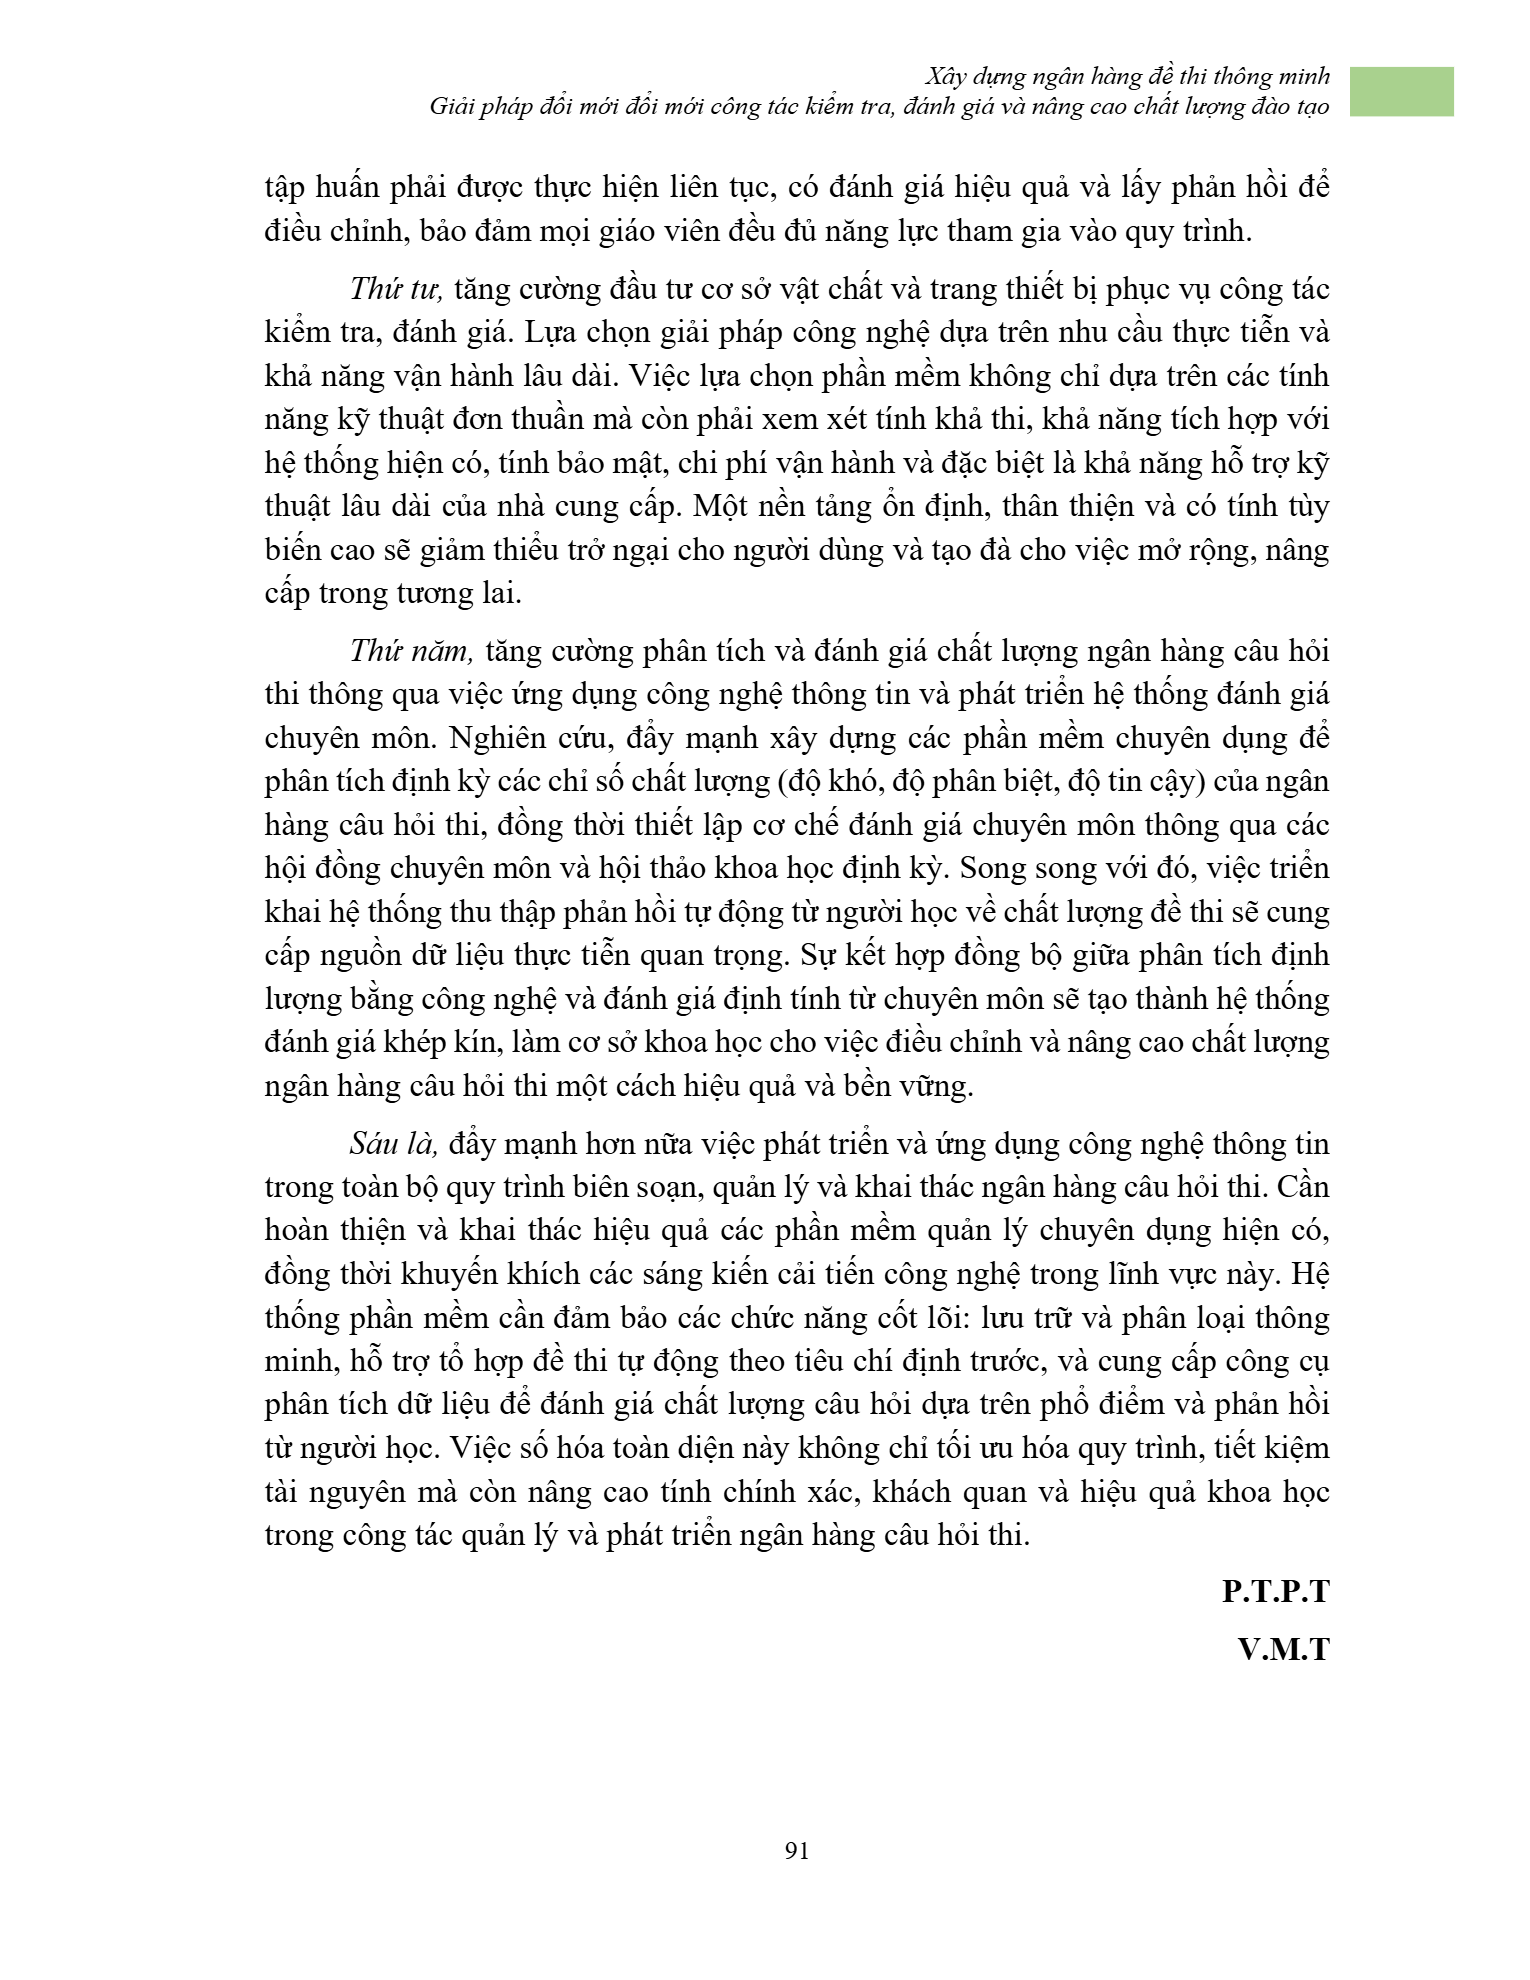 Xây dựng ngân hàng đề thi thông minh
Giải pháp đổi mới đổi mới công tác kiểm tra, đánh giá và nâng cao chất lượng đào tạo
tập huấn phải được thực hiện liên tục, có đánh giá hiệu quả và lấy phản hồi để
điều chỉnh, bảo đảm mọi giáo viên đều đủ năng lực tham gia vào quy trình.
Thứ tư, tăng cường đầu tư cơ sở vật chất và trang thiết bị phục vụ công tác
kiểm tra, đánh giá. Lựa chọn giải pháp công nghệ dựa trên nhu cầu thực tiễn và
khả năng vận hành lâu dài. Việc lựa chọn phần mềm không chỉ dựa trên các tính
năng kỹ thuật đơn thuần mà còn phải xem xét tính khả thi, khả năng tích hợp với
hệ thống hiện có, tính bảo mật, chi phí vận hành và đặc biệt là khả năng hỗ trợ kỹ
thuật lâu dài của nhà cung cấp. Một nền tảng ổn định, thân thiện và có tính tùy
biến cao sẽ giảm thiểu trở ngại cho người dùng và tạo đà cho việc mở rộng, nâng
cấp trong tương lai.
Thứ năm, tăng cường phân tích và đánh giá chất lượng ngân hàng câu hỏi
thi thông qua việc ứng dụng công nghệ thông tin và phát triển hệ thống đánh giá
chuyên môn. Nghiên cứu, đẩy mạnh xây dựng các phần mềm chuyên dụng để
phân tích định kỳ các chỉ số chất lượng (độ khó, độ phân biệt, độ tin cậy) của ngân
hàng câu hỏi thi, đồng thời thiết lập cơ chế đánh giá chuyên môn thông qua các
hội đồng chuyên môn và hội thảo khoa học định kỳ. Song song với đó, việc triển
khai hệ thống thu thập phản hồi tự động từ người học về chất lượng đề thi sẽ cung
cấp nguồn dữ liệu thực tiễn quan trọng. Sự kết hợp đồng bộ giữa phân tích định
lượng bằng công nghệ và đánh giá định tính từ chuyên môn sẽ tạo thành hệ thống
đánh giá khép kín, làm cơ sở khoa học cho việc điều chỉnh và nâng cao chất lượng
ngân hàng câu hỏi thi một cách hiệu quả và bền vững.
Sáu là, đẩy mạnh hơn nữa việc phát triển và ứng dụng công nghệ thông tin
trong toàn bộ quy trình biên soạn, quản lý và khai thác ngân hàng câu hỏi thi. Cần
hoàn thiện và khai thác hiệu quả các phần mềm quản lý chuyên dụng hiện có,
đồng thời khuyến khích các sáng kiến cải tiến công nghệ trong lĩnh vực này. Hệ
thống phần mềm cần đảm bảo các chức năng cốt lõi: lưu trữ và phân loại thông
minh, hỗ trợ tổ hợp đề thi tự động theo tiêu chí định trước, và cung cấp công cụ
phân tích dữ liệu để đánh giá chất lượng câu hỏi dựa trên phổ điểm và phản hồi
từ người học. Việc số hóa toàn diện này không chỉ tối ưu hóa quy trình, tiết kiệm
tài nguyên mà còn nâng cao tính chính xác, khách quan và hiệu quả khoa học
trong công tác quản lý và phát triển ngân hàng câu hỏi thi.
P.T.P.T
V.M.T
91